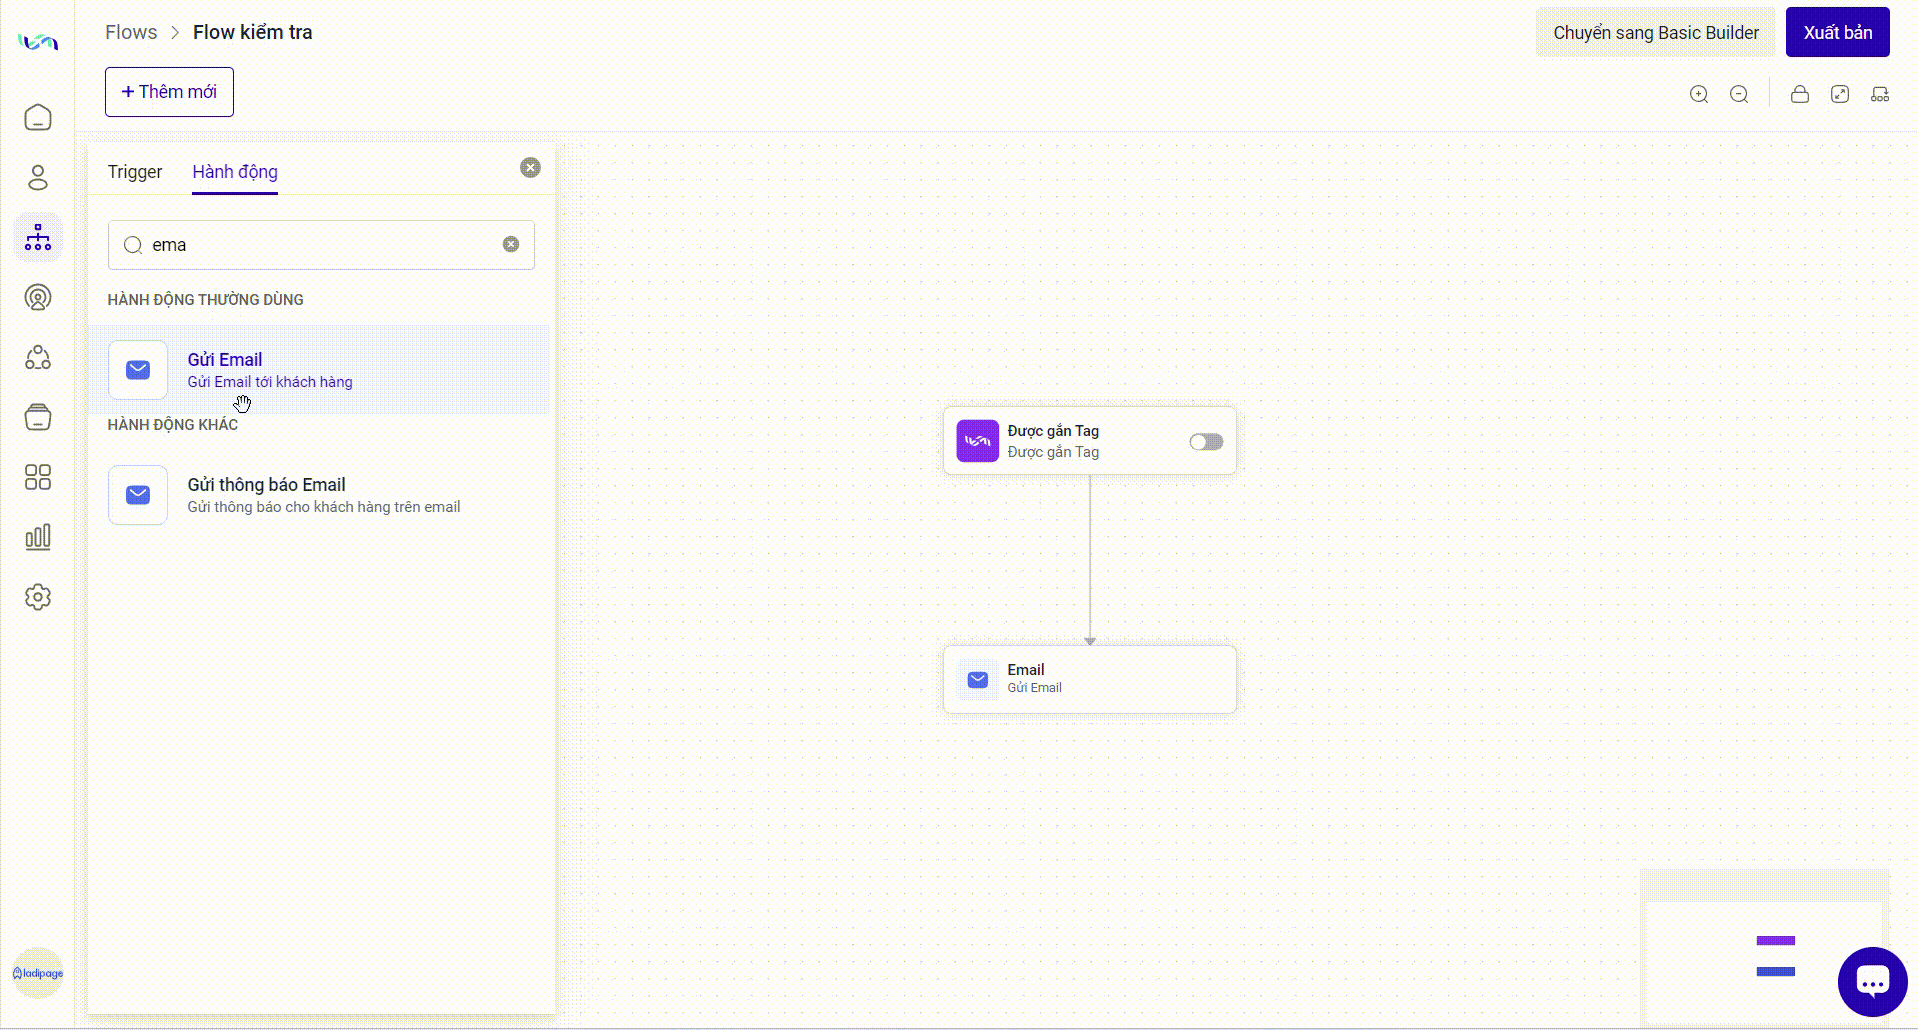 Flows > Flow kiểm tra
Chuyển sang Basic Builder
Xuất bản
+ Thêm mới
Trigger
Hành động
ema
HÀNH ĐỘNG THƯỜNG DÙNG
Gửi Email
Gửi Email tới khách hàng
HÀNH ĐỘNG KHÁC
Gửi thông báo Email
Gửi thông báo cho khách hàng trên email
Được gắn Tag
Được gắn Tag
Email
Gửi Email
ladipage